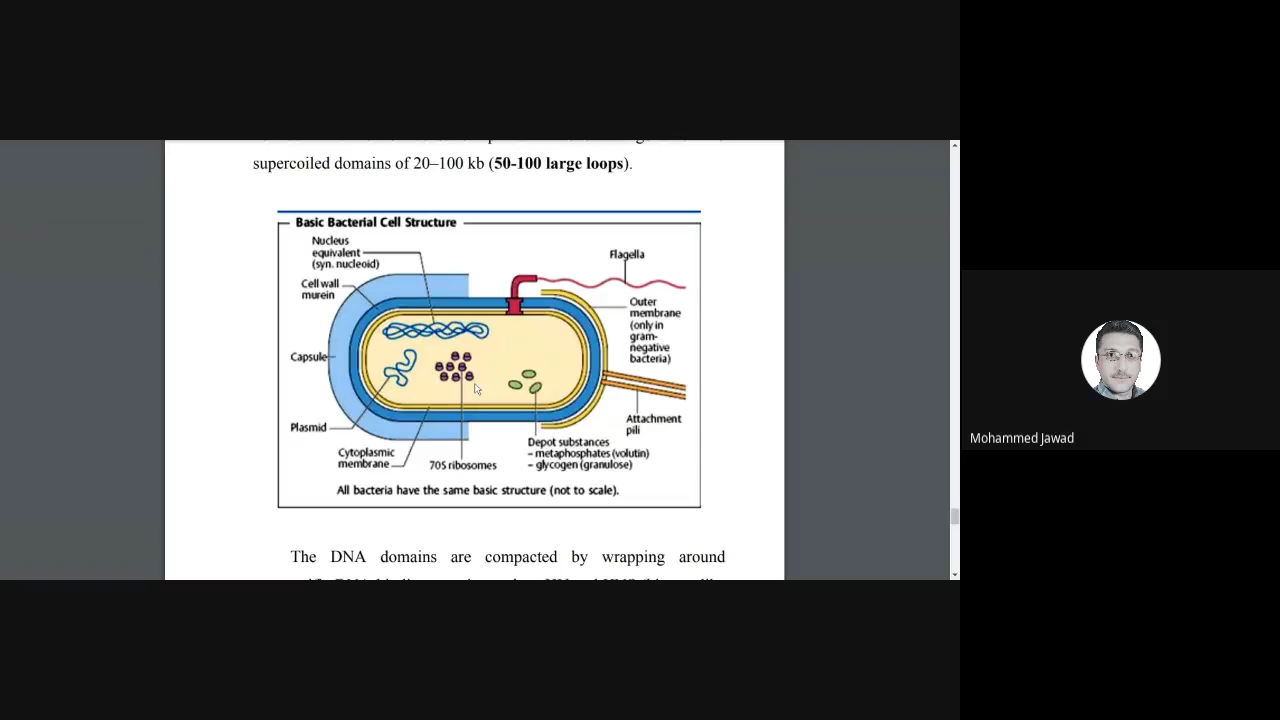 supercoiled domains of 20–100 kb (50-100 large loops).
Basic Bacterial Cell Structure
Nucleus
equivalent
(syn. nucleoid)
Cell wall
murein
Capsule
Plasmid
Cytoplasmic
membrane
70S ribosomes
Flagella
Outer
membrane
(only in
gram-
negative
bacteria)
Attachment
pili
Depot substances
– metaphosphates (volutin)
– glycogen (granulose)
All bacteria have the same basic structure (not to scale).
The DNA domains are compacted by wrapping around
Mohammed Jawad